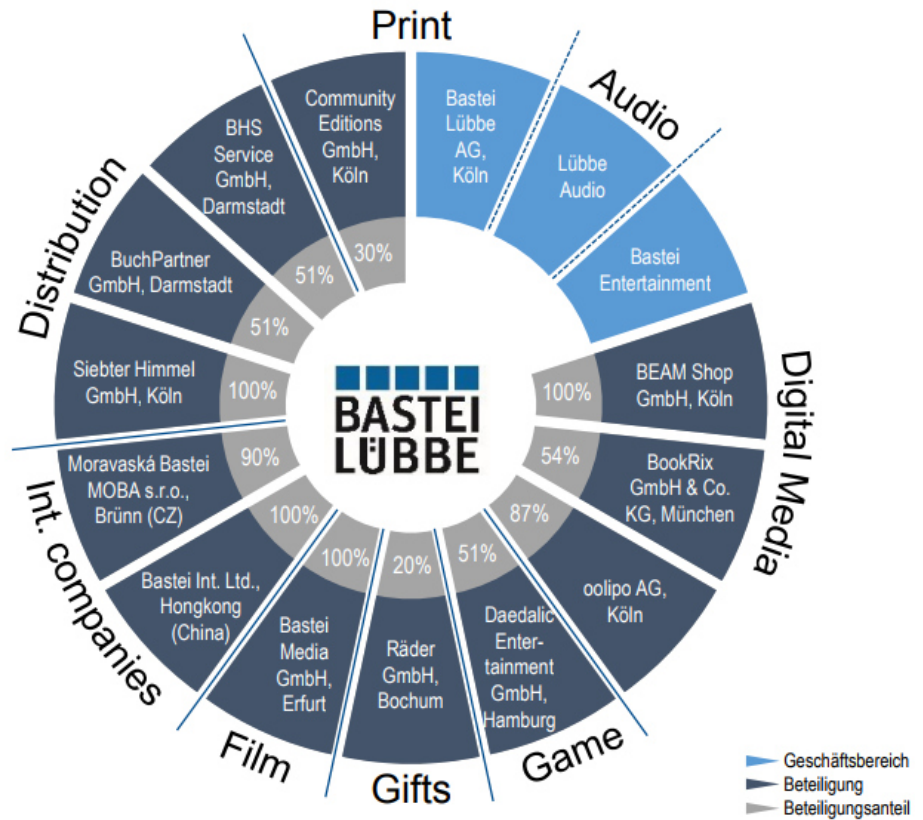 Print
Audio
Digital Media
Game
Gifts
Film
Int. companies
Distribution
Bastei
Lübbe
AG,
Köln
Lübbe
Audio
Bastei
Entertainment
BEAM Shop
GmbH, Köln
100%
BookRix
GmbH & Co.
KG, München
54%
oolipo AG,
Köln
87%
Daedalic
Enter-
tainment
GmbH,
Hamburg
51%
Räder
GmbH,
Bochum
20%
Bastei
Media
GmbH,
Erfurt
100%
Bastei Int. Ltd.,
Hongkong
(China)
100%
Moravaská Bastei
MOBA s.r.o.,
Brünn (CZ)
90%
Siebter Himmel
GmbH, Köln
100%
BuchPartner
GmbH, Darmstadt
51%
BHS
Service
GmbH,
Darmstadt
51%
Community
Editions
GmbH,
Köln
30%
BASTEI
LÜBBE
Geschäftsbereich
Beteiligung
Beteiligungsanteil